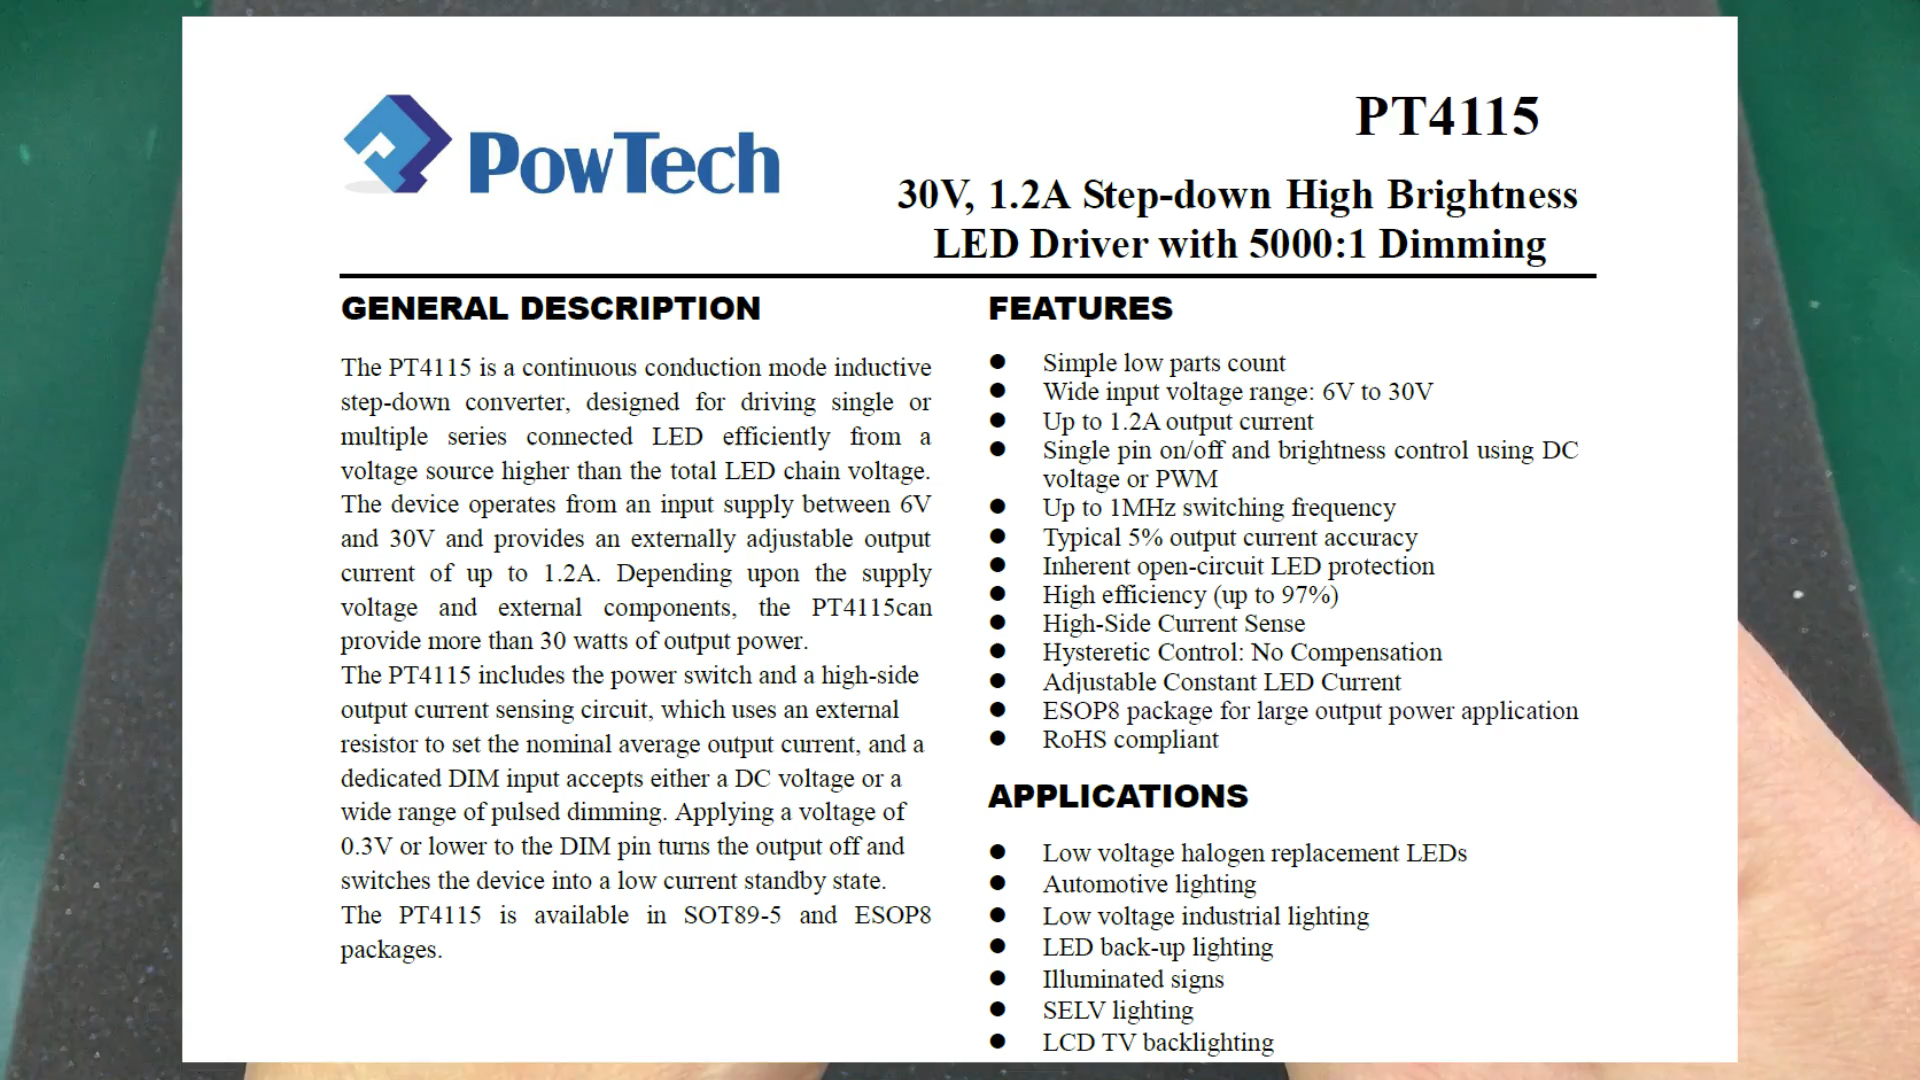 PowTech
PT4115
30V, 1.2A Step-down High Brightness
LED Driver with 5000:1 Dimming
GENERAL DESCRIPTION
The PT4115 is a continuous conduction mode inductive
step-down converter, designed for driving single or
multiple series connected LED efficiently from a
voltage source higher than the total LED chain voltage.
The device operates from an input supply between 6V
and 30V and provides an externally adjustable output
current of up to 1.2A. Depending upon the supply
voltage and external components, the PT4115can
provide more than 30 watts of output power.
The PT4115 includes the power switch and a high-side
output current sensing circuit, which uses an external
resistor to set the nominal average output current, and a
dedicated DIM input accepts either a DC voltage or a
wide range of pulsed dimming. Applying a voltage of
0.3V or lower to the DIM pin turns the output off and
switches the device into a low current standby state.
The PT4115 is available in SOT89-5 and ESOP8
packages.
FEATURES
● Simple low parts count
● Wide input voltage range: 6V to 30V
● Up to 1.2A output current
● Single pin on/off and brightness control using DC
voltage or PWM
● Up to 1MHz switching frequency
● Typical 5% output current accuracy
● Inherent open-circuit LED protection
● High efficiency (up to 97%)
● High-Side Current Sense
● Hysteretic Control: No Compensation
● Adjustable Constant LED Current
● ESOP8 package for large output power application
● RoHS compliant
APPLICATIONS
● Low voltage halogen replacement LEDs
● Automotive lighting
● Low voltage industrial lighting
● LED back-up lighting
● Illuminated signs
● SELV lighting
● LCD TV backlighting